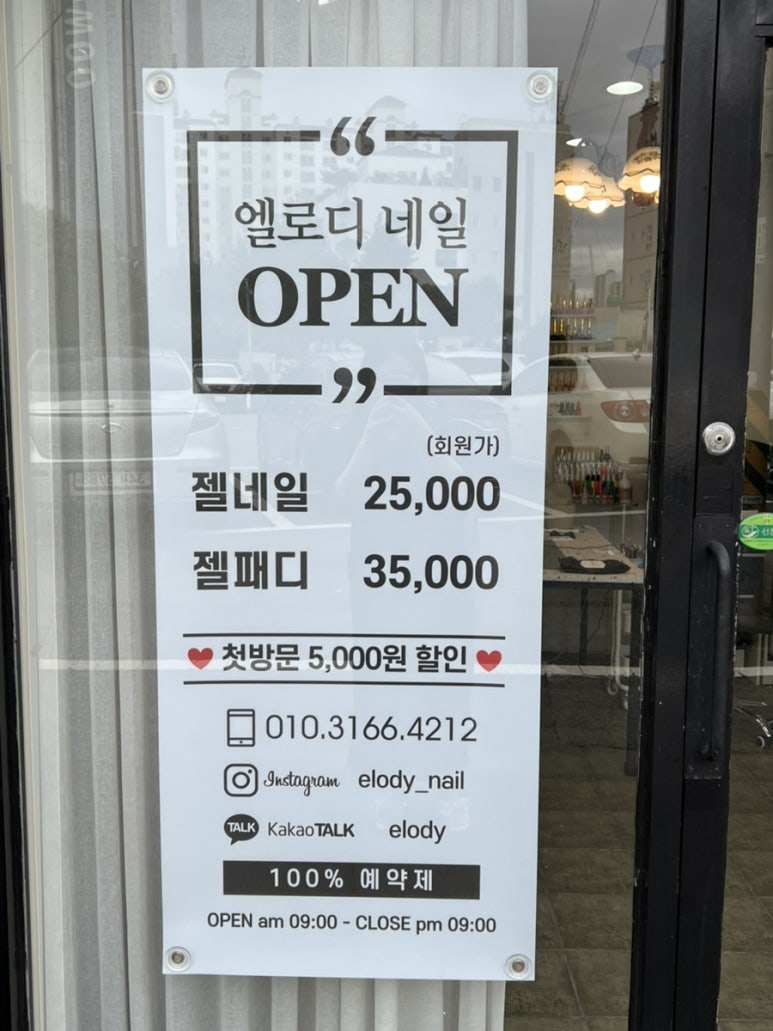 “
엘로디 네일
OPEN
”
(회원가)
젤네일 25,000
젤패디 35,000
♥ 첫방문 5,000원 할인 ♥
010.3166.4212
Instagram elody_nail
TALK KakaoTALK elody
100% 예약제
OPEN am 09:00 - CLOSE pm 09:00